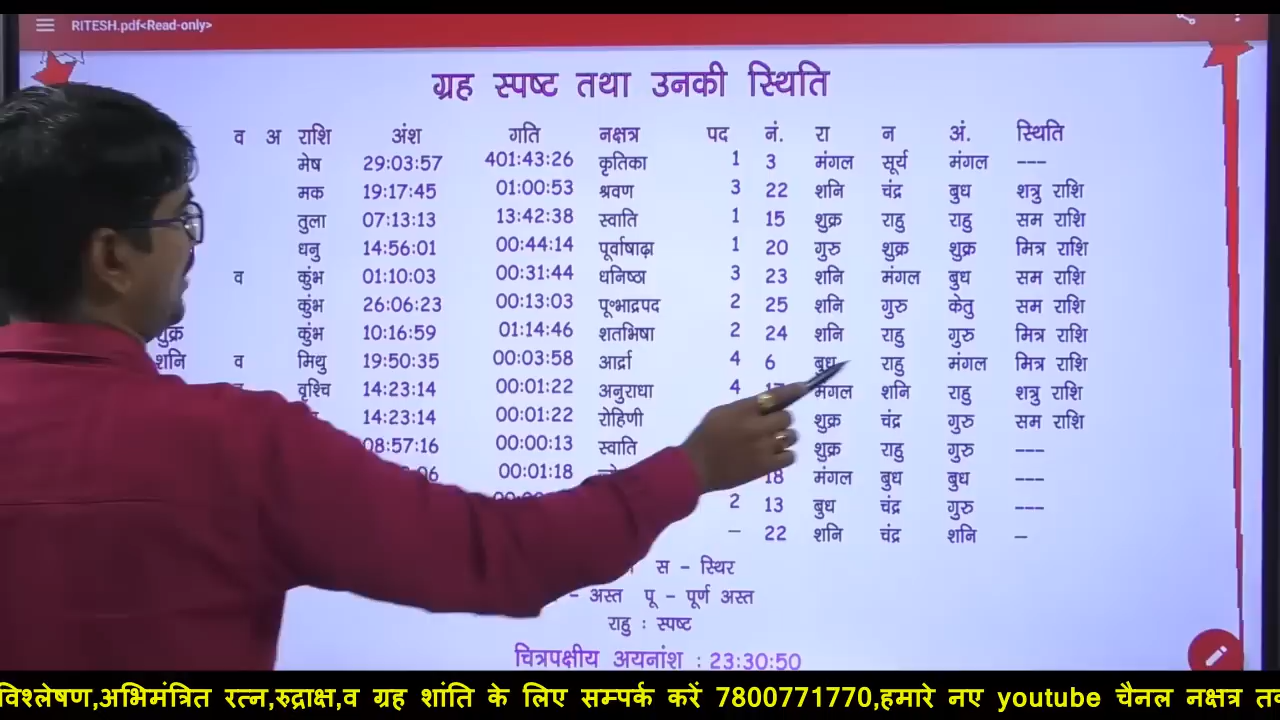 RITESH.pdf<Read-only>
ग्रह स्पष्ट तथा उनकी स्थिति
व अ राशि अंश गति नक्षत्र पद नं. रा न अं. स्थिति
मेष 29:03:57 401:43:26 कृतिका 1 3 मंगल सूर्य मंगल ---
मक 19:17:45 01:00:53 श्रवण 3 22 शनि चंद्र बुध शत्रु राशि
तुला 07:13:13 13:42:38 स्वाति 1 15 शुक्र राहु राहु सम राशि
धनु 14:56:01 00:44:14 पूर्वाषाढ़ा 1 20 गुरु शुक्र शुक्र मित्र राशि
व कुंभ 01:10:03 00:31:44 धनिष्ठा 3 23 शनि मंगल बुध सम राशि
कुंभ 26:06:23 00:13:03 पू॰भाद्रपद 2 25 शनि गुरु केतु सम राशि
शुक्र कुंभ 10:16:59 01:14:46 शतभिषा 2 24 शनि राहु गुरु मित्र राशि
शनि व मिथु 19:50:35 00:03:58 आर्द्रा 4 6 बुध राहु मंगल मित्र राशि
वृश्चि 14:23:14 00:01:22 अनुराधा 4 मंगल शनि राहु शत्रु राशि
14:23:14 00:01:22 रोहिणी शुक्र चंद्र गुरु सम राशि
08:57:16 00:00:13 स्वाति शुक्र राहु गुरु ---
00:01:18 18 मंगल बुध बुध ---
2 13 बुध चंद्र गुरु ---
– 22 शनि चंद्र शनि –
स - स्थिर
- अस्त पू - पूर्ण अस्त
राहु : स्पष्ट
चित्रपक्षीय अयनांश : 23:30:50
विश्लेषण,अभिमंत्रित रत्न,रुद्राक्ष,व ग्रह शांति के लिए सम्पर्क करें 7800771770,हमारे नए youtube चैनल नक्षत्र